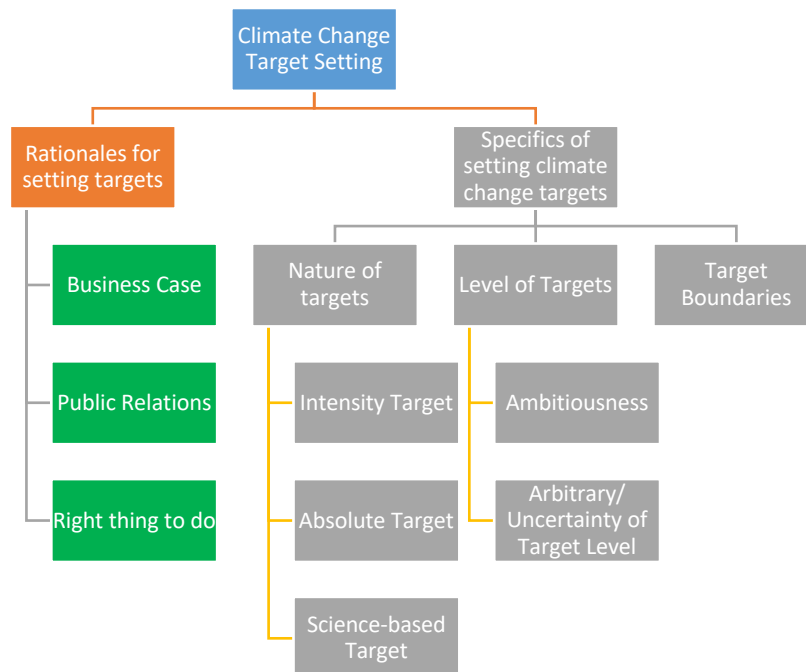 Climate Change
Target Setting
Rationales for
setting targets
Specifics of
setting climate
change targets
Business Case
Public Relations
Right thing to do
Nature of
targets
Level of Targets
Target
Boundaries
Intensity Target
Absolute Target
Science-based
Target
Ambitiousness
Arbitrary/
Uncertainty of
Target Level